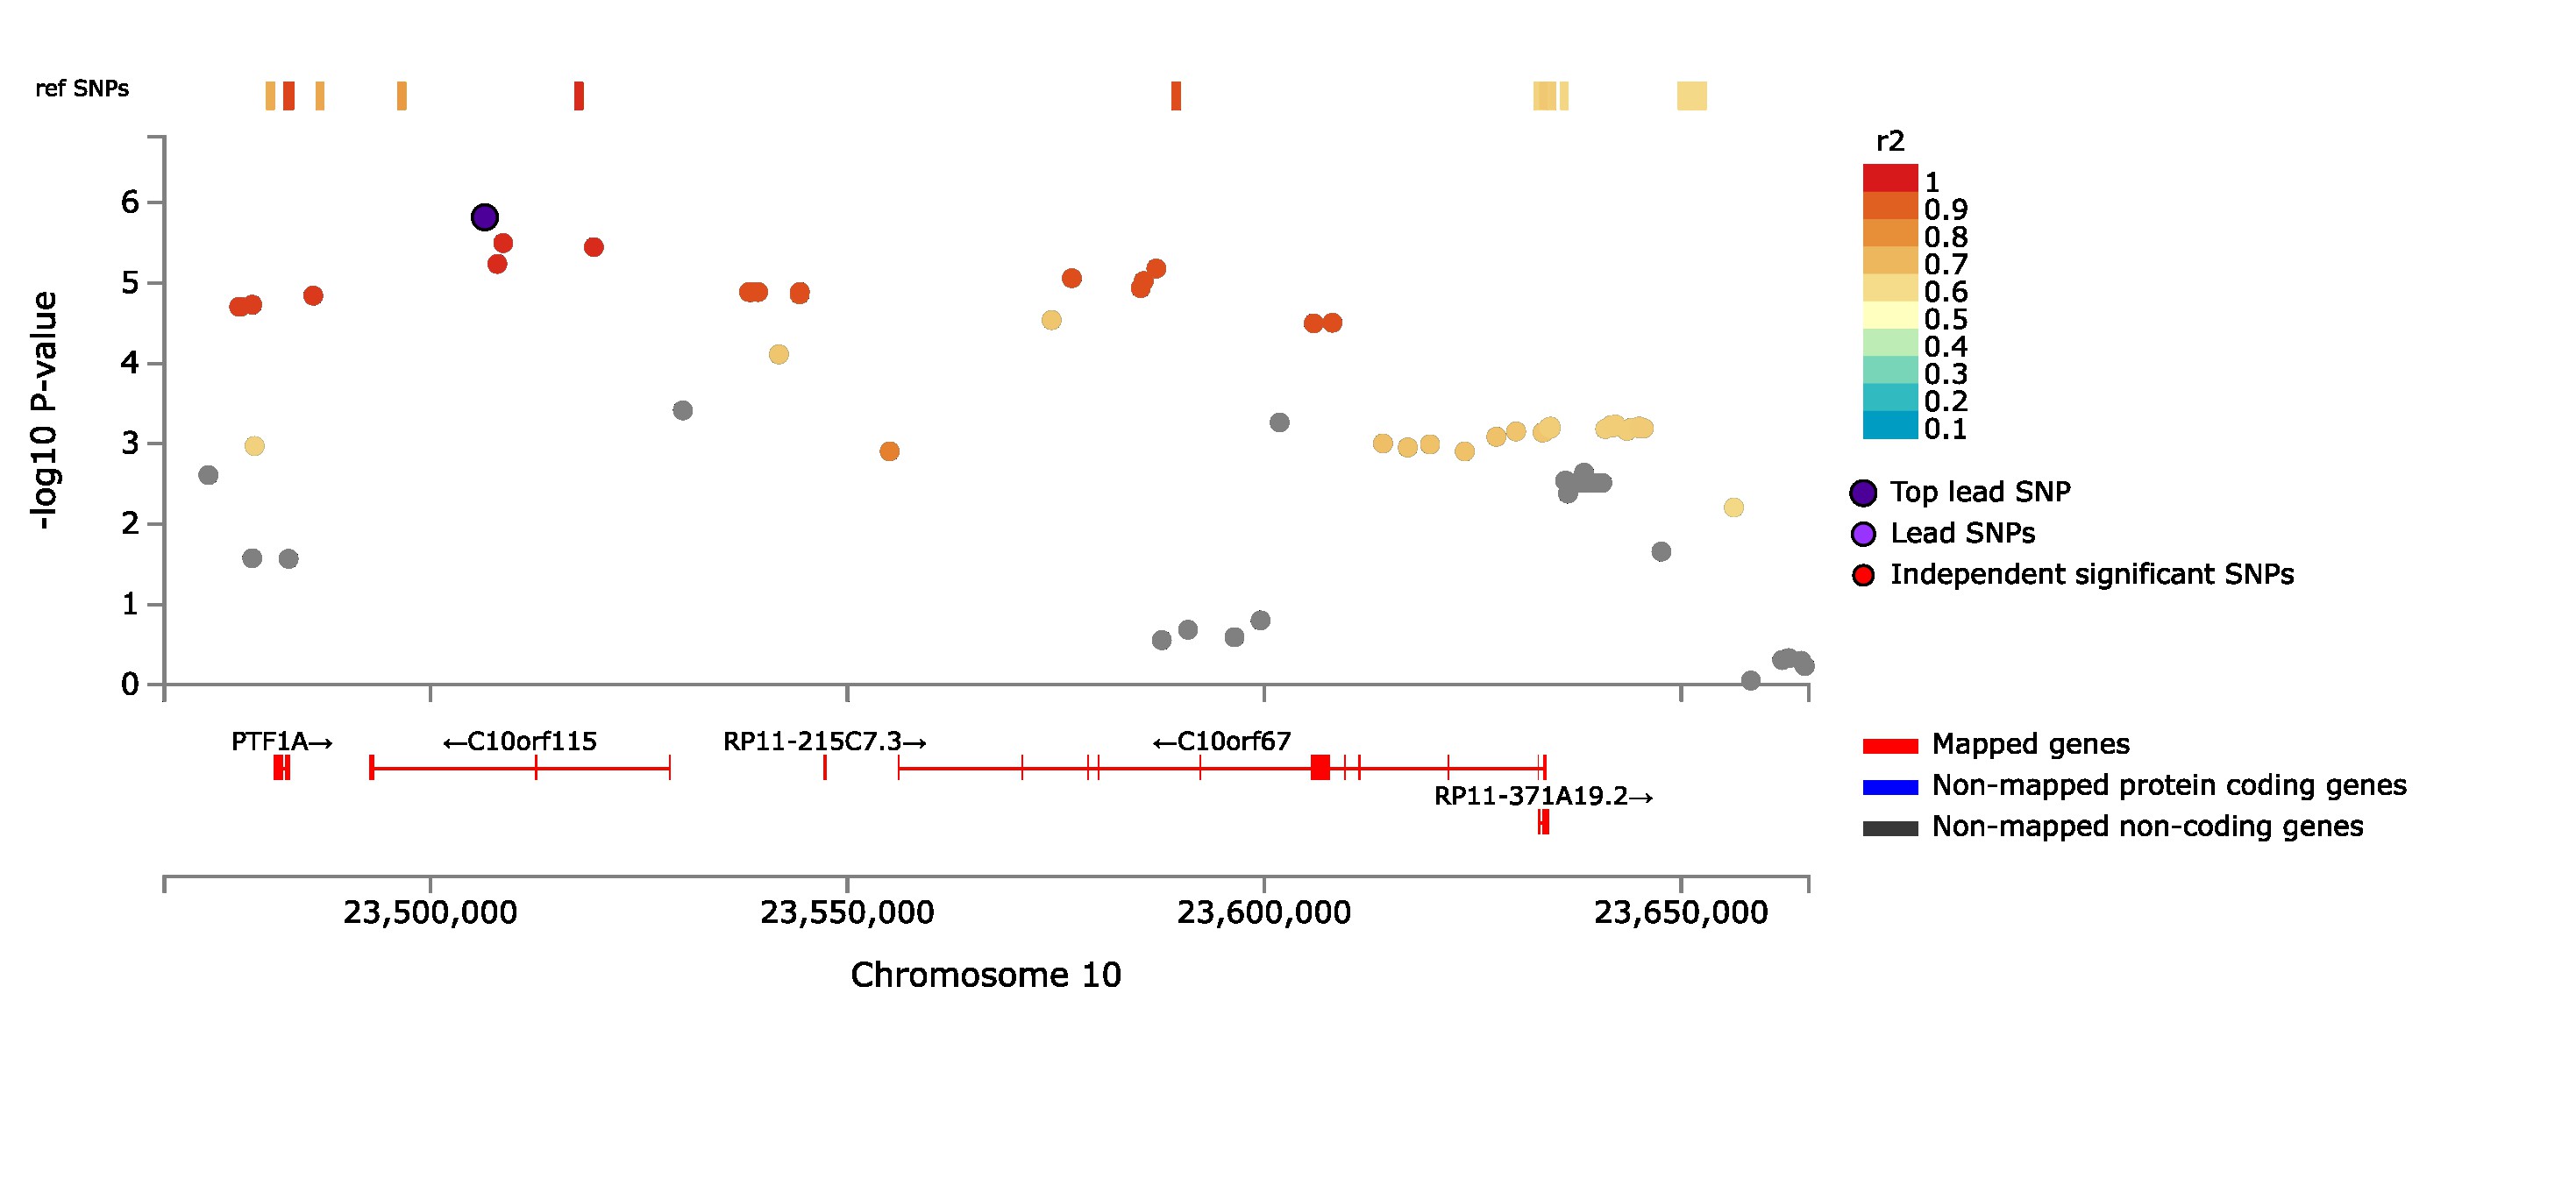 ref SNPs
r2
1
0.9
0.8
0.7
0.6
0.5
0.4
0.3
0.2
0.1
-log10 P-value
6
5
4
3
2
1
0
Top lead SNP
Lead SNPs
Independent significant SNPs
PTF1A→
←C10orf115
RP11-215C7.3→
←C10orf67
RP11-371A19.2→
Mapped genes
Non-mapped protein coding genes
Non-mapped non-coding genes
23,500,000
23,550,000
23,600,000
23,650,000
Chromosome 10